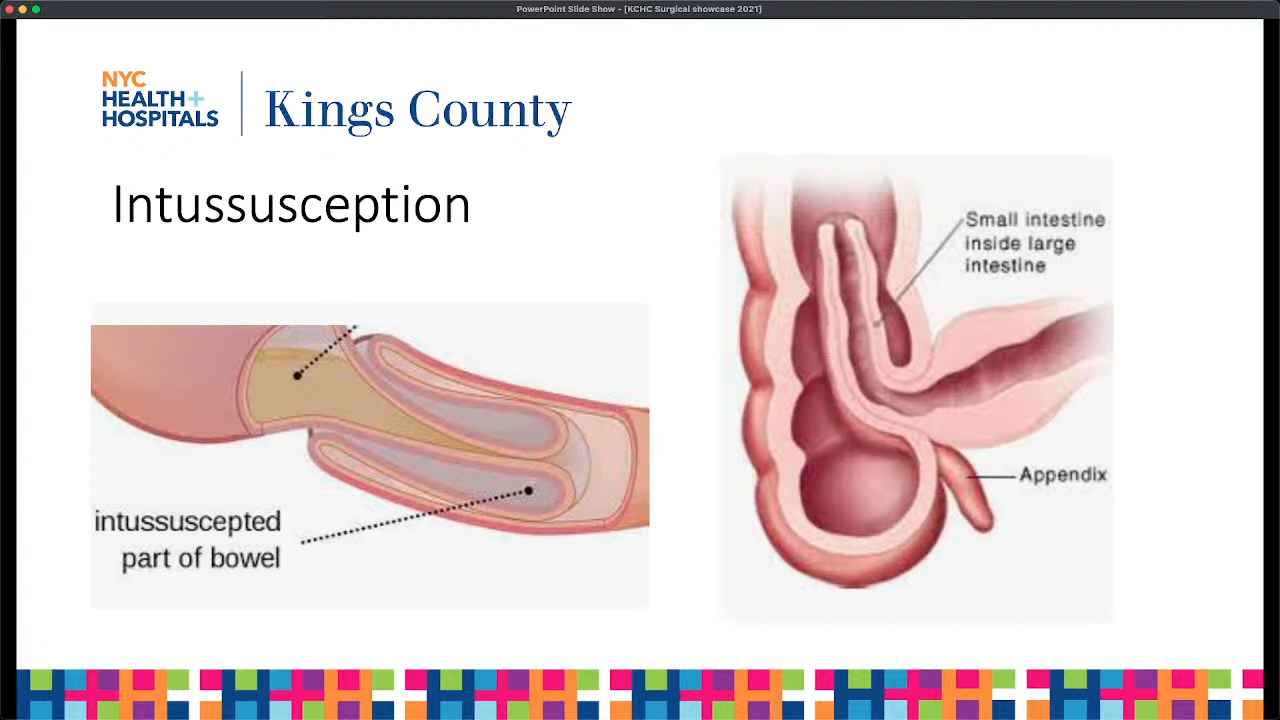 PowerPoint Slide Show - [KCHC Surgical showcase 2021]
NYC
HEALTH+
HOSPITALS
Kings County
Intussusception
Small intestine
inside large
intestine
intussuscepted
part of bowel
Appendix